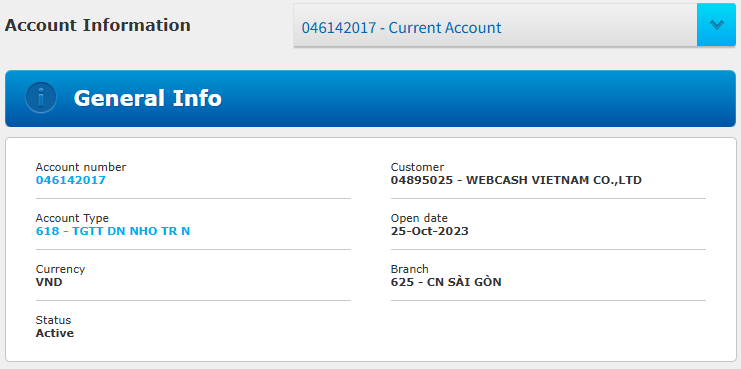 Account Information
046142017 - Current Account
General Info
Account number
046142017
Customer
04895025 - WEBCASH VIETNAM CO.,LTD
Account Type
618 - TGTT DN NHO TR N
Open date
25-Oct-2023
Currency
VND
Branch
625 - CN SÀI GÒN
Status
Active